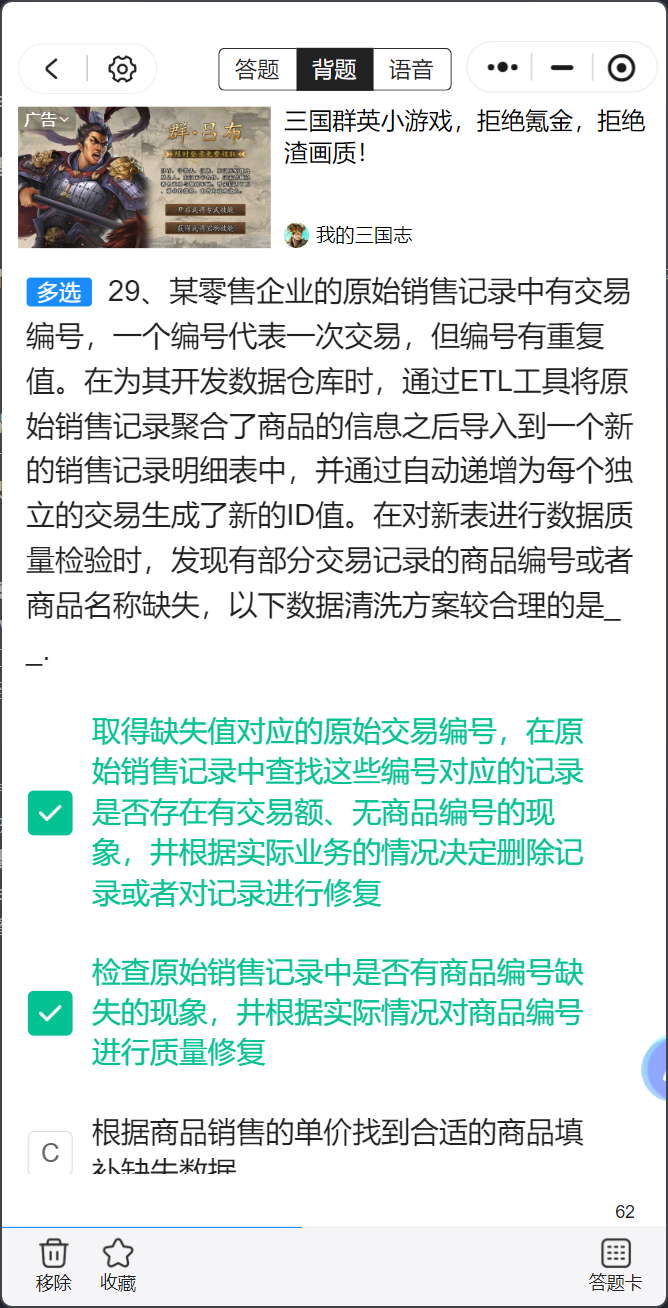 答题 背题 语音
广告
群·吕布
三国群英小游戏，拒绝氪金，拒绝
渣画质！
我的三国志
多选 29、某零售企业的原始销售记录中有交易
编号，一个编号代表一次交易，但编号有重复
值。在为其开发数据仓库时，通过ETL工具将原
始销售记录聚合了商品的信息之后导入到一个新
的销售记录明细表中，并通过自动递增为每个独
立的交易生成了新的ID值。在对新表进行数据质
量检验时，发现有部分交易记录的商品编号或者
商品名称缺失，以下数据清洗方案较合理的是_
_.
取得缺失值对应的原始交易编号，在原
始销售记录中查找这些编号对应的记录
是否存在有交易额、无商品编号的现
象，井根据实际业务的情况决定删除记
录或者对记录进行修复
检查原始销售记录中是否有商品编号缺
失的现象，井根据实际情况对商品编号
进行质量修复
C 根据商品销售的单价找到合适的商品填
补缺失数据
62
移除 收藏 答题卡